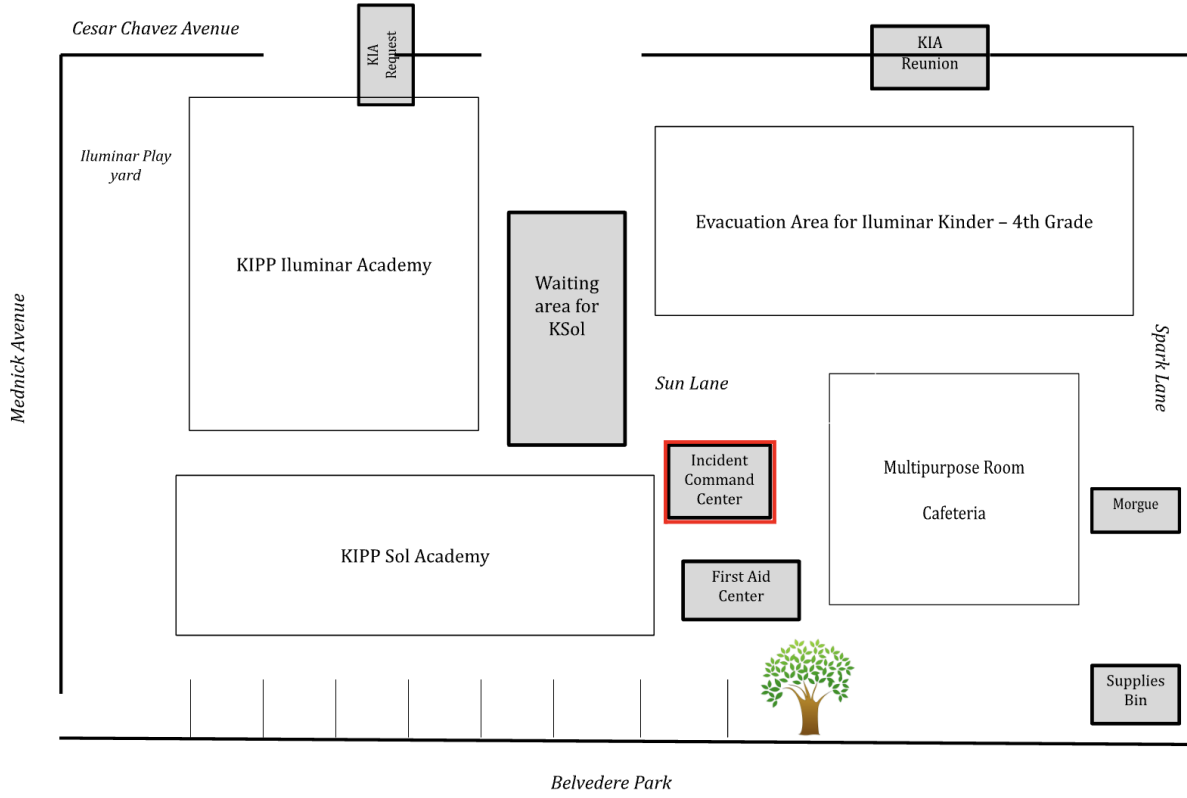 Cesar Chavez Avenue
KIA
Request
KIA
Reunion
Iluminar Play
yard
Evacuation Area for Iluminar Kinder – 4th Grade
KIPP Iluminar Academy
Waiting
area for
KSol
Mednick Avenue
Spark Lane
Sun Lane
Incident
Command
Center
Multipurpose Room
Cafeteria
Morgue
KIPP Sol Academy
First Aid
Center
Supplies
Bin
Belvedere Park